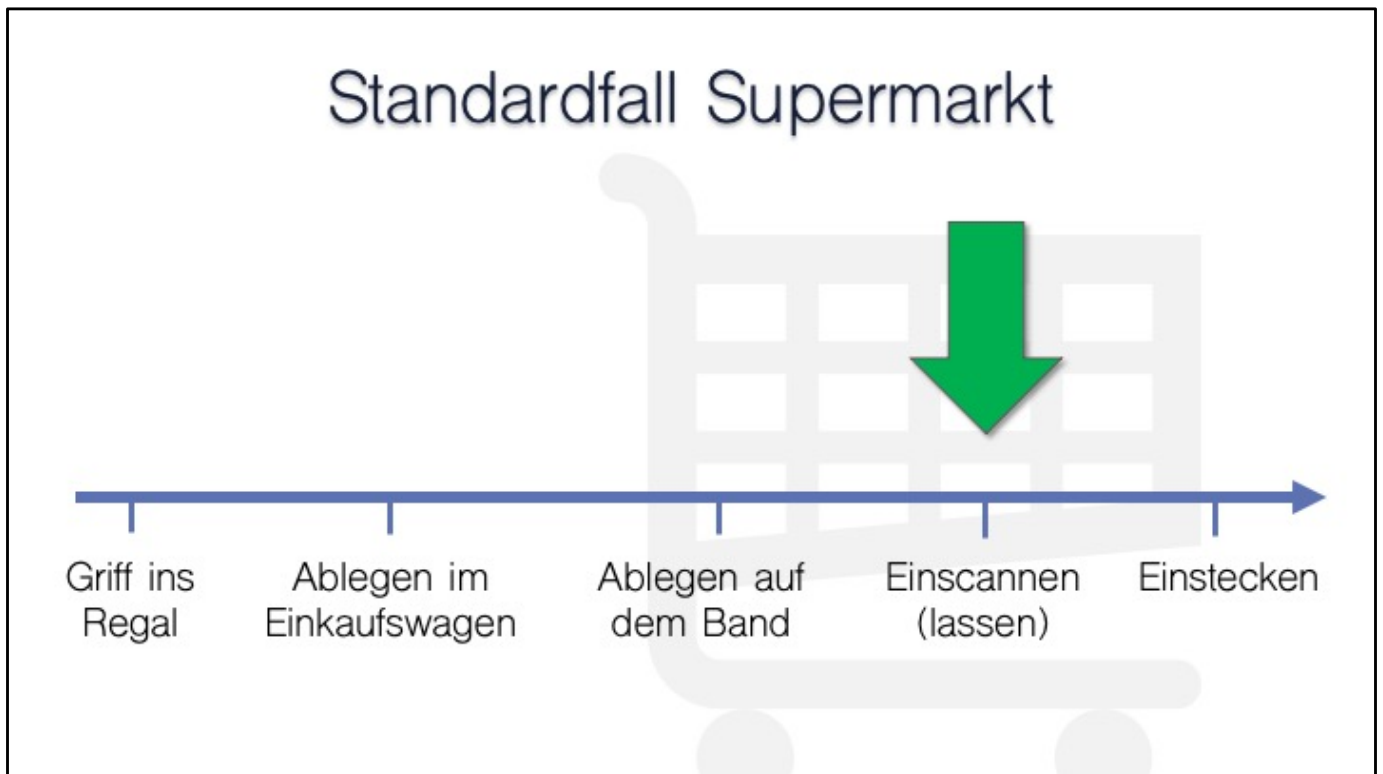 Standardfall Supermarkt
Griff ins
Regal
Ablegen im
Einkaufswagen
Ablegen auf
dem Band
Einscannen
(lassen)
Einstecken